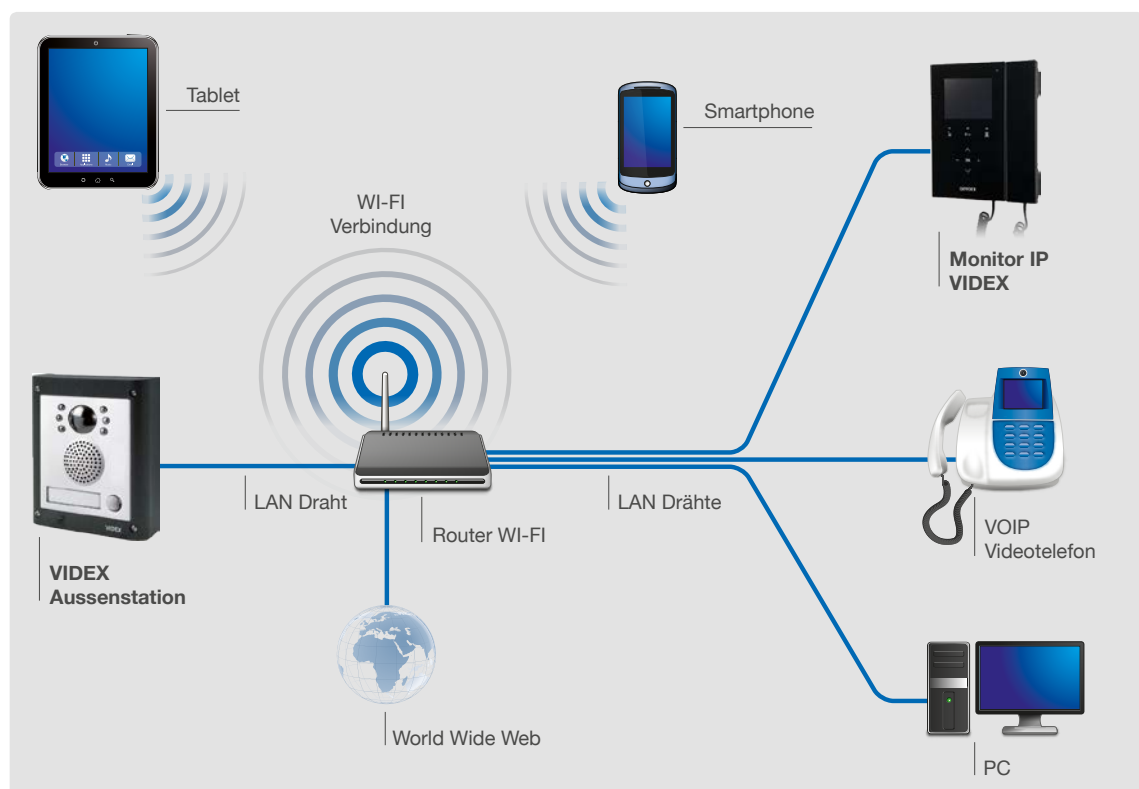 Tablet
Smartphone
WI-FI
Verbindung
Monitor IP
VIDEX
LAN Draht
LAN Drähte
Router WI-FI
VOIP
Videotelefon
VIDEX
VIDEX
Aussenstation
World Wide Web
PC